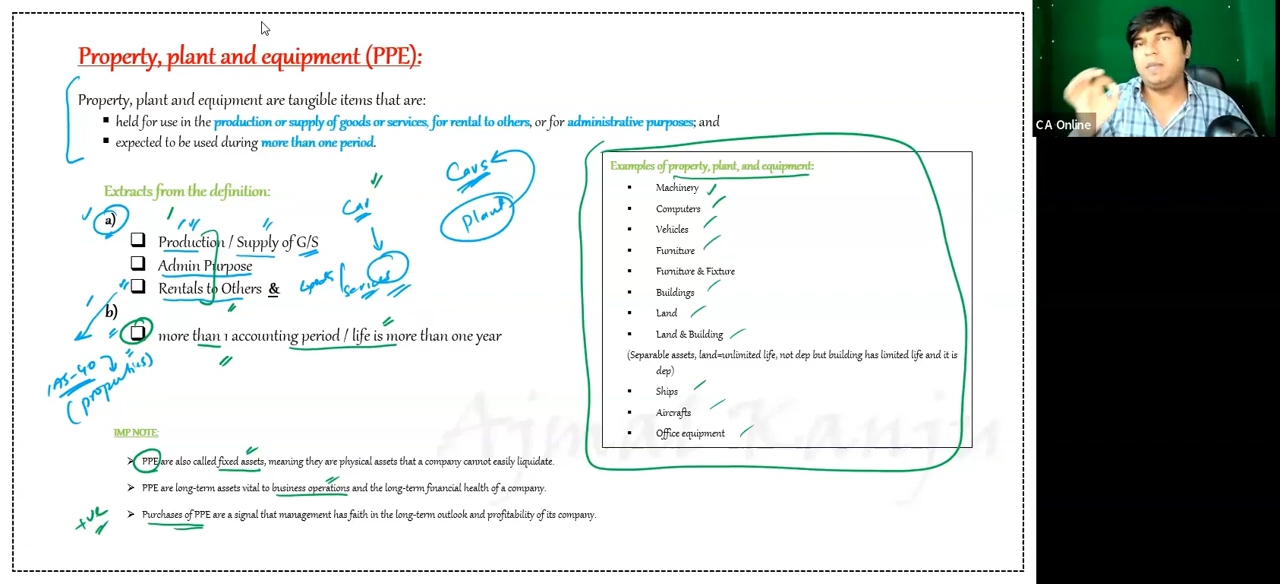 Property, plant and equipment (PPE):
Property, plant and equipment are tangible items that are:
▪ held for use in the production or supply of goods or services, for rental to others, or for administrative purposes; and
▪ expected to be used during more than one period.
Extracts from the definition:
a)
❑ Production / Supply of G/S
❑ Admin Purpose
❑ Rentals to Others &
b)
❑ more than 1 accounting period / life is more than one year
Car
Cars
Plant
goods / Services
IAS-40
(properties)
IMP NOTE:
➢ PPE are also called fixed assets, meaning they are physical assets that a company cannot easily liquidate.
➢ PPE are long-term assets vital to business operations and the long-term financial health of a company.
+ve
➢ Purchases of PPE are a signal that management has faith in the long-term outlook and profitability of its company.
Examples of property, plant, and equipment:
▪ Machinery
▪ Computers
▪ Vehicles
▪ Furniture
▪ Furniture & Fixture
▪ Buildings
▪ Land
▪ Land & Building
(Separable assets, land=unlimited life, not dep but building has limited life and it is
dep)
▪ Ships
▪ Aircrafts
▪ Office equipment
Ajmal Kanju
CA Online